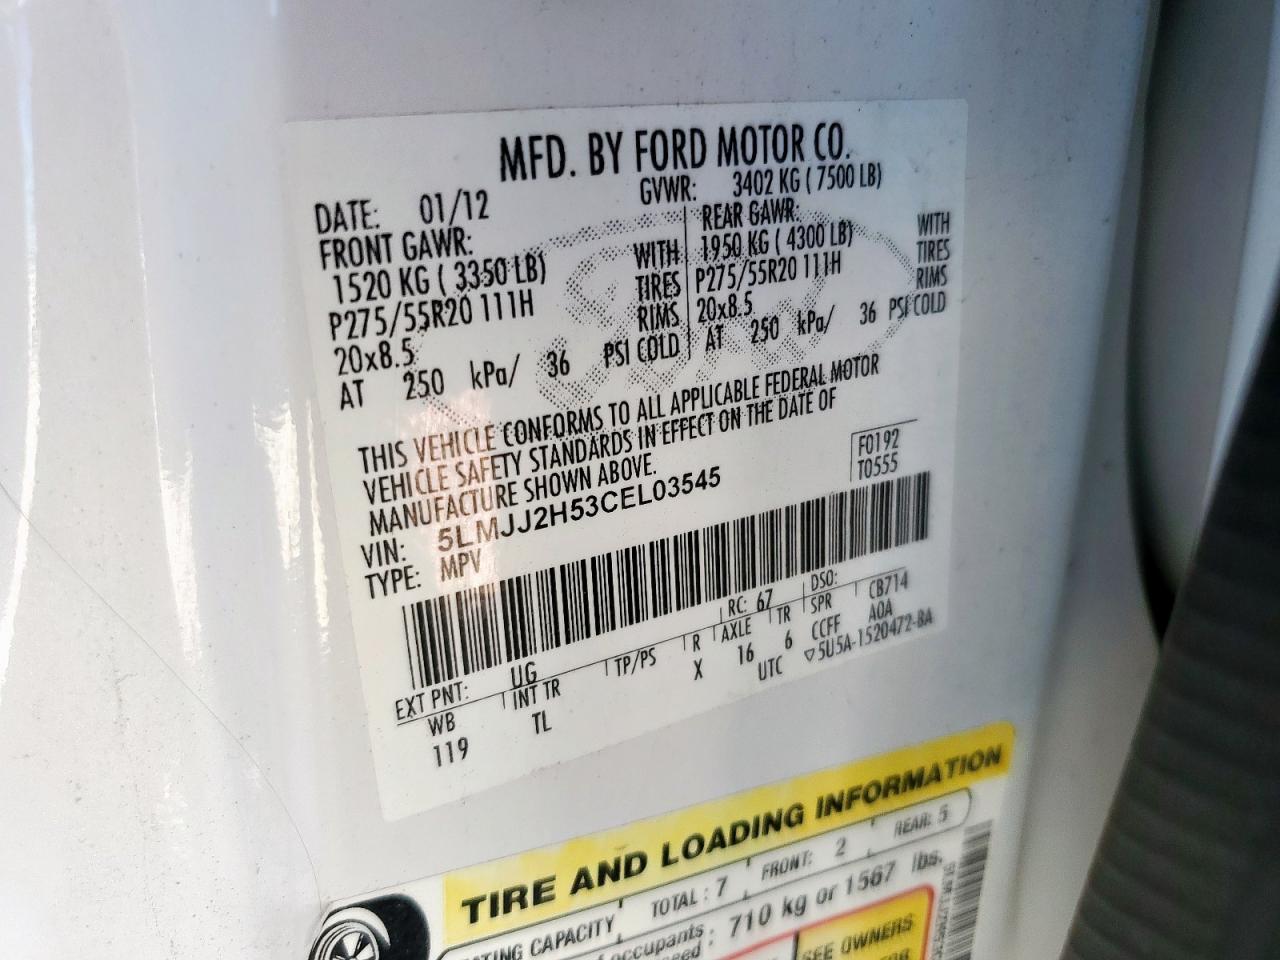 MFD. BY FORD MOTOR CO.
DATE: 01/12 GVWR: 3402 KG ( 7500 LB)
FRONT GAWR: REAR GAWR:
1520 KG ( 3350 LB) WITH 1950 KG ( 4300 LB) WITH
P275/55R20 111H TIRES P275/55R20 111H TIRES
20x8.5 RIMS 20x8.5 RIMS
AT 250 kPa/ 36 PSI COLD AT 250 kPa/ 36 PSI COLD
THIS VEHICLE CONFORMS TO ALL APPLICABLE FEDERAL MOTOR
VEHICLE SAFETY STANDARDS IN EFFECT ON THE DATE OF
MANUFACTURE SHOWN ABOVE.
F0192
T0555
VIN: 5LMJJ2H53CEL03545
TYPE: MPV
EXT PNT: UG RC: 67 DSO:
WB INT TR TP/PS R AXLE TR SPR CB714
119 TL X 16 6 CCFF AOA
UTC ▽5U5A-1520472-BA
TIRE AND LOADING INFORMATION
TING CAPACITY TOTAL : 7 FRONT: 2 REAR: 5
occupants : 710 kg or 1567 lbs.
SEE OWNERS